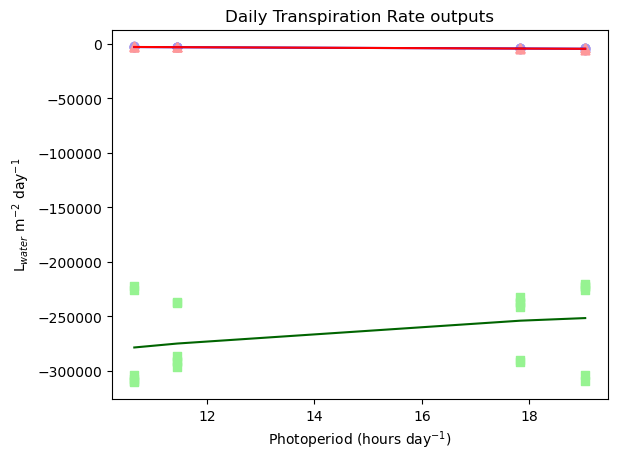 Daily Transpiration Rate outputs
0
−50000
−100000
−150000
−200000
−250000
−300000
L_water m⁻² day⁻¹
12 14 16 18
Photoperiod (hours day⁻¹)